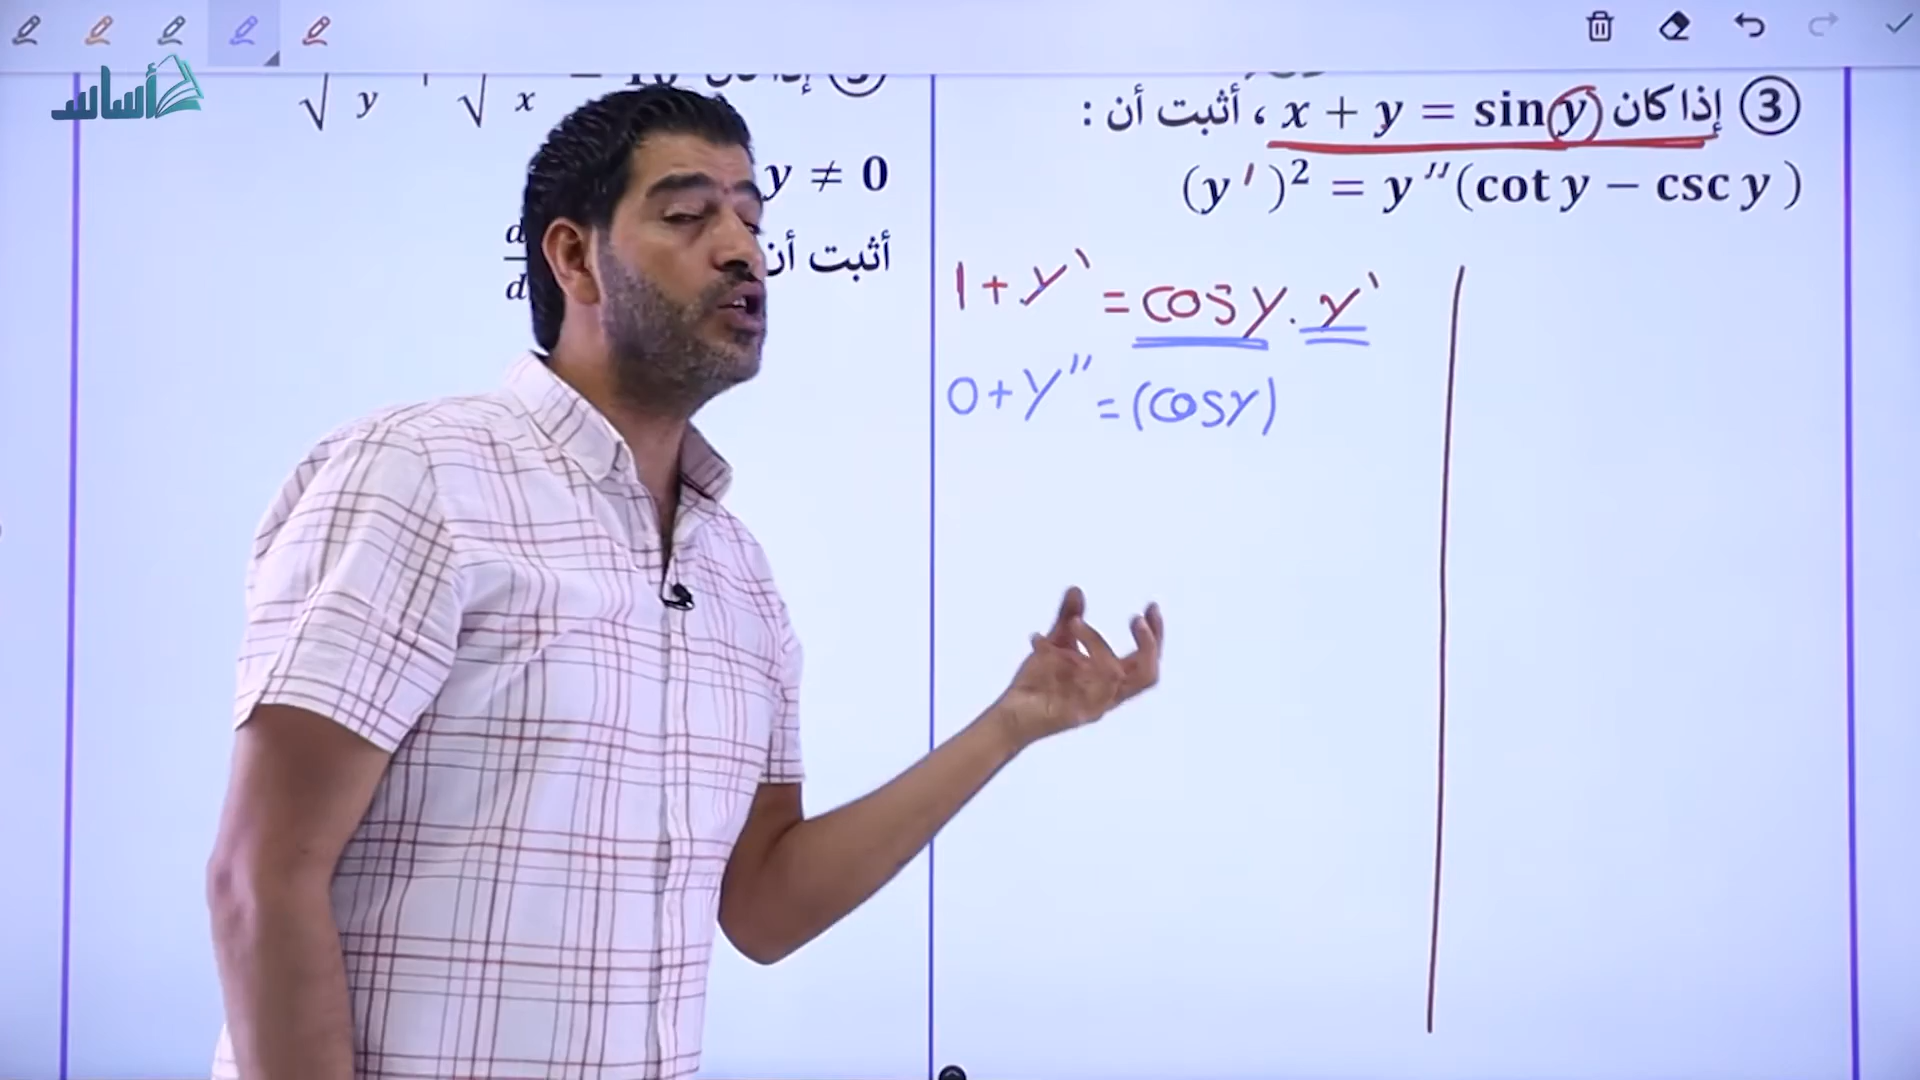 أساس
③ إذا كان x + y = sin y ، أثبت أن :
(y′)² = y″(cot y − csc y)
1 + y` = cos y . y`
0 + y″ = (cos y)
√y √x
y ≠ 0
أثبت أن
d
d